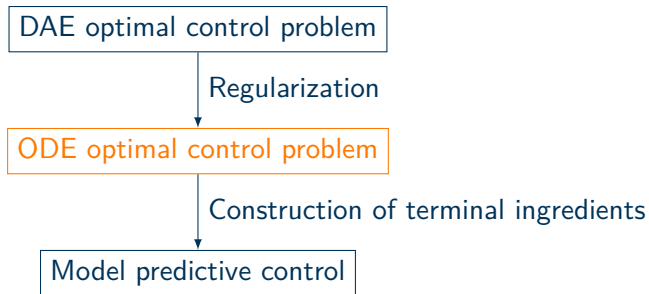 DAE optimal control problem
Regularization
ODE optimal control problem
Construction of terminal ingredients
Model predictive control